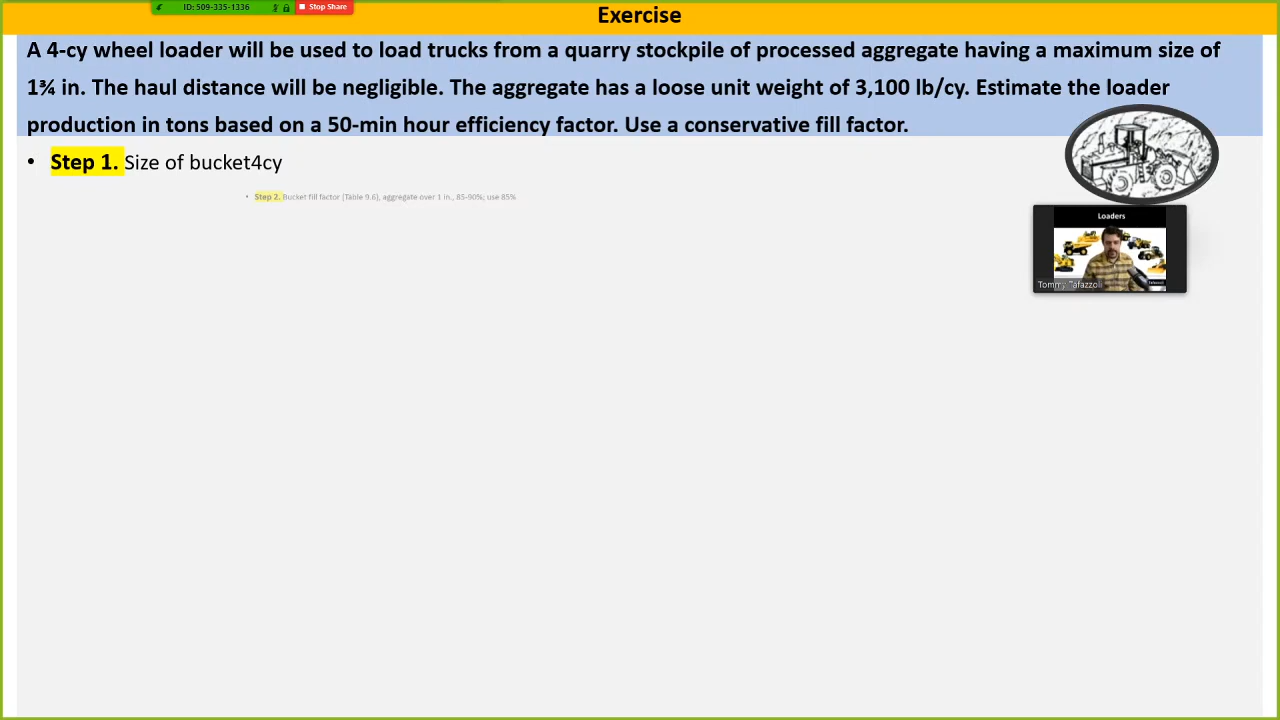 ID: 509-335-1336
Stop Share
Exercise
A 4-cy wheel loader will be used to load trucks from a quarry stockpile of processed aggregate having a maximum size of
1¾ in. The haul distance will be negligible. The aggregate has a loose unit weight of 3,100 lb/cy. Estimate the loader
production in tons based on a 50-min hour efficiency factor. Use a conservative fill factor.
• Step 1. Size of bucket4cy
• Step 2. Bucket fill factor (Table 9.6), aggregate over 1 in., 85-90%; use 85%
Loaders
Tommy Tafazzoli